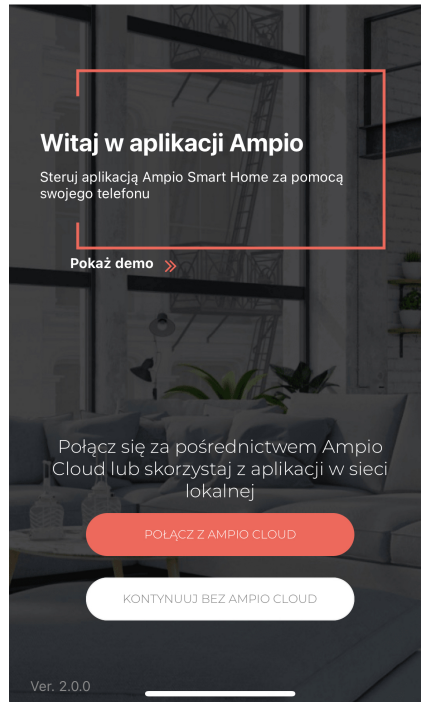 Witaj w aplikacji Ampio
Steruj aplikacją Ampio Smart Home za pomocą
swojego telefonu
Pokaż demo
Połącz się za pośrednictwem Ampio
Cloud lub skorzystaj z aplikacji w sieci
lokalnej
POŁĄCZ Z AMPIO CLOUD
KONTYNUUJ BEZ AMPIO CLOUD
Ver. 2.0.0